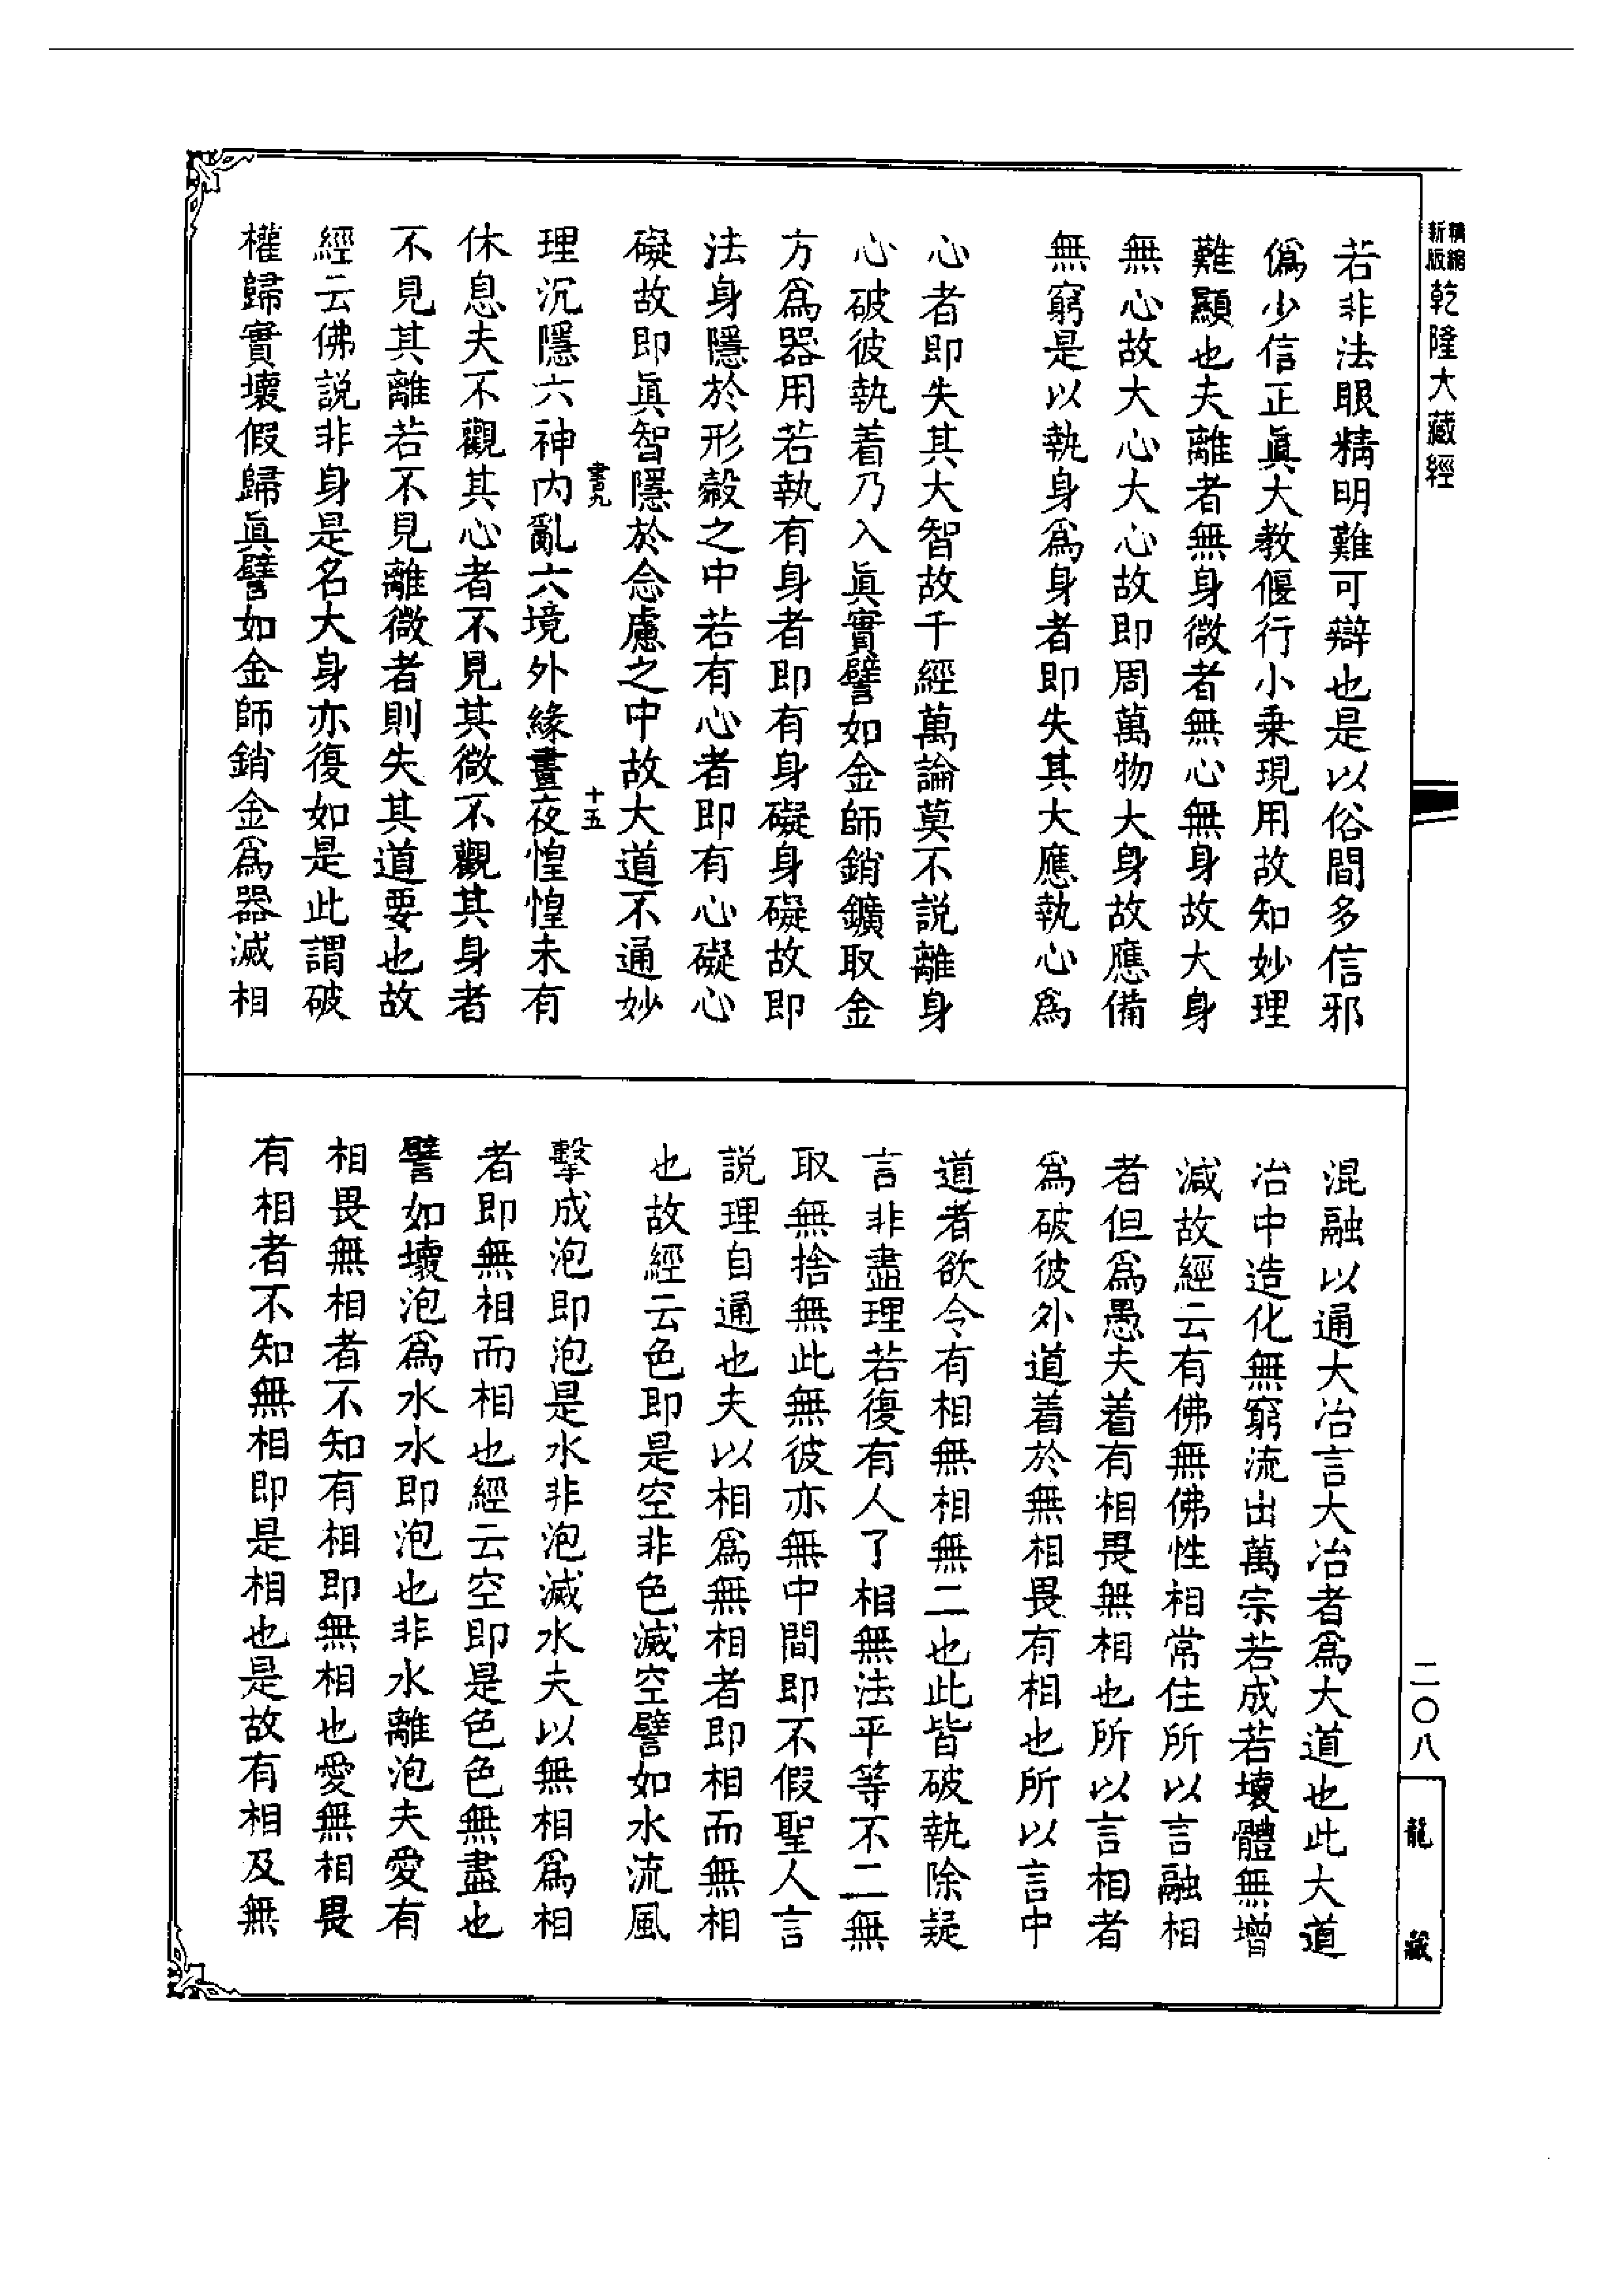 精縮
新版
乾隆大藏經
若非法眼精明難可辯也是以俗間多信邪
僞少信正眞大教偃行小乗現用故知妙理
難顯也夫離者無身微者無心無身故大身
無心故大心大心故即周萬物大身故應備
無窮是以執身爲身者即失其大應執心爲
心者即失其大智故千經萬論莫不説離身
心破彼執着乃入眞實譬如金師銷鑛取金
方爲器用若執有身者即有身礙身礙故即
法身隱於形殼之中若有心者即有心礙心
礙故即眞智隱於念慮之中故大道不通妙
書九
十五
理沉隱六神内亂六境外緣晝夜惶惶未有
休息夫不觀其心者不見其微不觀其身者
不見其離若不見離微者則失其道要也故
經云佛説非身是名大身亦復如是此謂破
權歸實壞假歸眞譬如金師銷金爲器滅相
混融以通大冶言大冶者爲大道也此大道
冶中造化無窮流出萬宗若成若壞體無增
減故經云有佛無佛性相常住所以言融相
者但爲愚夫着有相畏無相也所以言相者
爲破彼外道着於無相畏有相也所以言中
道者欲令有相無相無二也此皆破執除疑
言非盡理若復有人了相無法平等不二無
取無捨無此無彼亦無中間即不假聖人言
説理自通也夫以相爲無相者即相而無相
也故經云色即是空非色滅空譬如水流風
擊成泡即泡是水非泡滅水夫以無相爲相
者即無相而相也經云空即是色色無盡也
譬如壞泡爲水水即泡也非水離泡夫愛有
相畏無相者不知有相即無相也愛無相畏
有相者不知無相即是相也是故有相及無
二〇八
龍藏